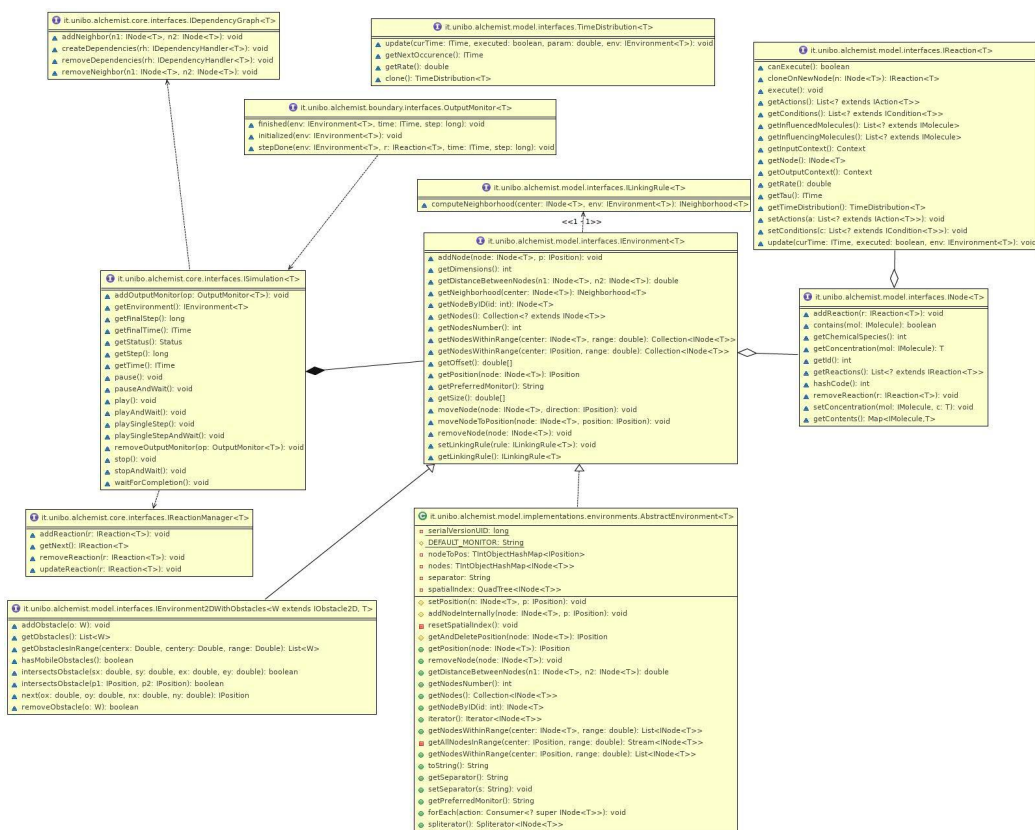 it.unibo.alchemist.core.interfaces.IDependencyGraph<T>
addNeighbor(n1: INode<T>, n2: INode<T>): void
createDependencies(rh: IDependencyHandler<T>): void
removeDependencies(rh: IDependencyHandler<T>): void
removeNeighbor(n1: INode<T>, n2: INode<T>): void
it.unibo.alchemist.model.interfaces.TimeDistribution<T>
update(curTime: ITime, executed: boolean, param: double, env: IEnvironment<T>): void
getNextOccurence(): ITime
getRate(): double
clone(): TimeDistribution<T>
it.unibo.alchemist.model.interfaces.IReaction<T>
canExecute(): boolean
cloneOnNewNode(n: INode<T>): IReaction<T>
execute(): void
getActions(): List<? extends IAction<T>>
getConditions(): List<? extends ICondition<T>>
getInfluencedMolecules(): List<? extends IMolecule>
getInfluencingMolecules(): List<? extends IMolecule>
getInputContext(): Context
getNode(): INode<T>
getOutputContext(): Context
getRate(): double
getTau(): ITime
getTimeDistribution(): TimeDistribution<T>
setActions(a: List<? extends IAction<T>>): void
setConditions(c: List<? extends ICondition<T>>): void
update(curTime: ITime, executed: boolean, env: IEnvironment<T>): void
it.unibo.alchemist.boundary.interfaces.OutputMonitor<T>
finished(env: IEnvironment<T>, time: ITime, step: long): void
initialized(env: IEnvironment<T>): void
stepDone(env: IEnvironment<T>, r: IReaction<T>, time: ITime, step: long): void
it.unibo.alchemist.model.interfaces.ILinkingRule<T>
computeNeighborhood(center: INode<T>, env: IEnvironment<T>): INeighborhood<T>
<<1 - 1>>
it.unibo.alchemist.model.interfaces.IEnvironment<T>
addNode(node: INode<T>, p: IPosition): void
getDimensions(): int
getDistanceBetweenNodes(n1: INode<T>, n2: INode<T>): double
getNeighborhood(center: INode<T>): INeighborhood<T>
getNodeByID(id: int): INode<T>
getNodes(): Collection<? extends INode<T>>
getNodesNumber(): int
getNodesWithinRange(center: INode<T>, range: double): Collection<INode<T>>
getNodesWithinRange(center: IPosition, range: double): Collection<INode<T>>
getOffset(): double[]
getPosition(node: INode<T>): IPosition
getPreferredMonitor(): String
getSize(): double[]
moveNode(node: INode<T>, direction: IPosition): void
moveNodeToPosition(node: INode<T>, position: IPosition): void
removeNode(node: INode<T>): void
setLinkingRule(rule: ILinkingRule<T>): void
getLinkingRule(): ILinkingRule<T>
it.unibo.alchemist.core.interfaces.ISimulation<T>
addOutputMonitor(op: OutputMonitor<T>): void
getEnvironment(): IEnvironment<T>
getFinalStep(): long
getFinalTime(): ITime
getStatus(): Status
getStep(): long
getTime(): ITime
pause(): void
pauseAndWait(): void
play(): void
playAndWait(): void
playSingleStep(): void
playSingleStepAndWait(): void
removeOutputMonitor(op: OutputMonitor<T>): void
stop(): void
stopAndWait(): void
waitForCompletion(): void
it.unibo.alchemist.model.interfaces.INode<T>
addReaction(r: IReaction<T>): void
contains(mol: IMolecule): boolean
getChemicalSpecies(): int
getConcentration(mol: IMolecule): T
getId(): int
getReactions(): List<? extends IReaction<T>>
hashCode(): int
removeReaction(r: IReaction<T>): void
setConcentration(mol: IMolecule, c: T): void
getContents(): Map<IMolecule,T>
it.unibo.alchemist.core.interfaces.IReactionManager<T>
addReaction(r: IReaction<T>): void
getNext(): IReaction<T>
removeReaction(r: IReaction<T>): void
updateReaction(r: IReaction<T>): void
it.unibo.alchemist.model.interfaces.IEnvironment2DWithObstacles<W extends IObstacle2D, T>
addObstacle(o: W): void
getObstacles(): List<W>
getObstaclesInRange(centerx: Double, centery: Double, range: Double): List<W>
hasMobileObstacles(): boolean
intersectsObstacle(sx: double, sy: double, ex: double, ey: double): boolean
intersectsObstacle(p1: IPosition, p2: IPosition): boolean
next(ox: double, oy: double, nx: double, ny: double): IPosition
removeObstacle(o: W): boolean
it.unibo.alchemist.model.implementations.environments.AbstractEnvironment<T>
serialVersionUID: long
DEFAULT_MONITOR: String
nodeToPos: TIntObjectHashMap<IPosition>
nodes: TIntObjectHashMap<INode<T>>
separator: String
spatialIndex: QuadTree<INode<T>>
setPosition(n: INode<T>, p: IPosition): void
addNodeInternally(node: INode<T>, p: IPosition): void
resetSpatialIndex(): void
getAndDeletePosition(node: INode<T>): IPosition
getPosition(node: INode<T>): IPosition
removeNode(node: INode<T>): void
getDistanceBetweenNodes(n1: INode<T>, n2: INode<T>): double
getNodesNumber(): int
getNodes(): Collection<INode<T>>
getNodeByID(id: int): INode<T>
iterator(): Iterator<INode<T>>
getNodesWithinRange(center: INode<T>, range: double): List<INode<T>>
getAllNodesInRange(center: IPosition, range: double): Stream<INode<T>>
getNodesWithinRange(center: IPosition, range: double): List<INode<T>>
toString(): String
getSeparator(): String
setSeparator(s: String): void
getPreferredMonitor(): String
forEach(action: Consumer<? super INode<T>>): void
spliterator(): Spliterator<INode<T>>